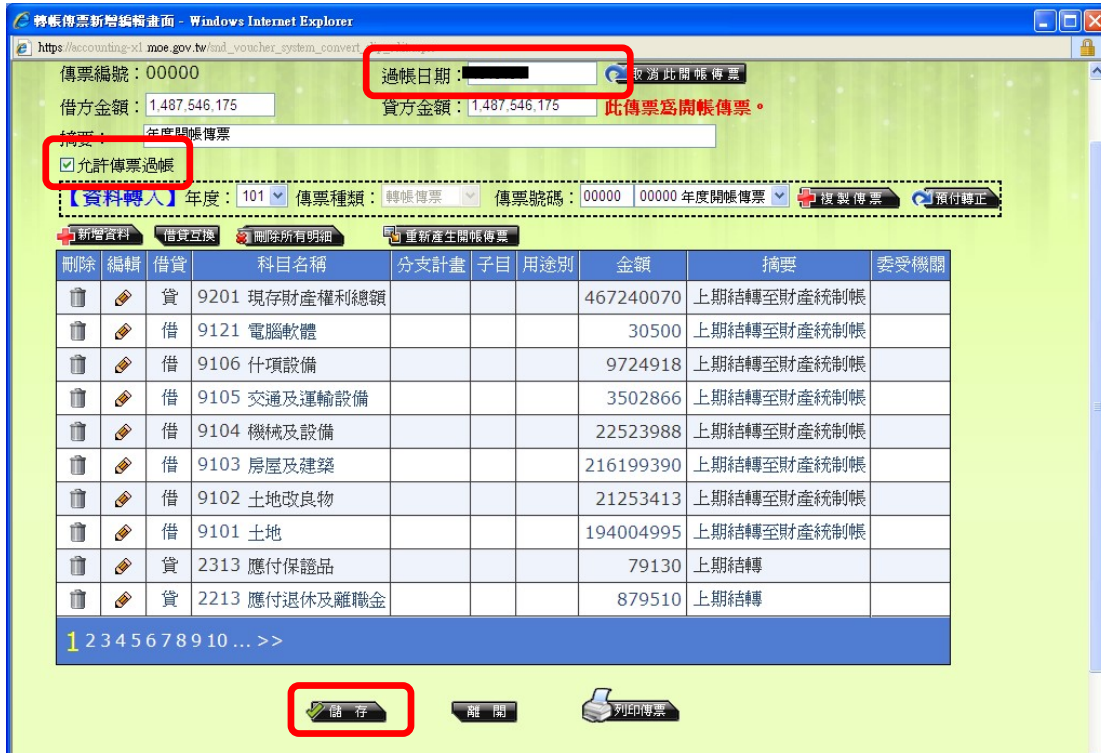 轉帳傳票新增編輯畫面 - Windows Internet Explorer
https://accounting-x1.moe.gov.tw/snd_voucher_system_convert
傳票編號：00000 過帳日期： 取消此開帳傳票
借方金額：1,487,546,175 貸方金額：1,487,546,175 此傳票為開帳傳票。
摘要： 年度開帳傳票
允許傳票過帳
【資料轉入】年度：101 傳票種類：轉帳傳票 傳票號碼：00000 00000 年度開帳傳票 複製傳票 預付轉正
新增資料 借貸互換 刪除所有明細 重新產生開帳傳票
刪除 編輯 借貸 科目名稱 分支計畫 子目 用途別 金額 摘要 委受機關
貸 9201 現存財產權利總額 467240070 上期結轉至財產統制帳
借 9121 電腦軟體 30500 上期結轉至財產統制帳
借 9106 什項設備 9724918 上期結轉至財產統制帳
借 9105 交通及運輸設備 3502866 上期結轉至財產統制帳
借 9104 機械及設備 22523988 上期結轉至財產統制帳
借 9103 房屋及建築 216199390 上期結轉至財產統制帳
借 9102 土地改良物 21253413 上期結轉至財產統制帳
借 9101 土地 194004995 上期結轉至財產統制帳
貸 2313 應付保證品 79130 上期結轉
貸 2213 應付退休及離職金 879510 上期結轉
1 2 3 4 5 6 7 8 9 10 ... >>
儲存 離開 列印傳票